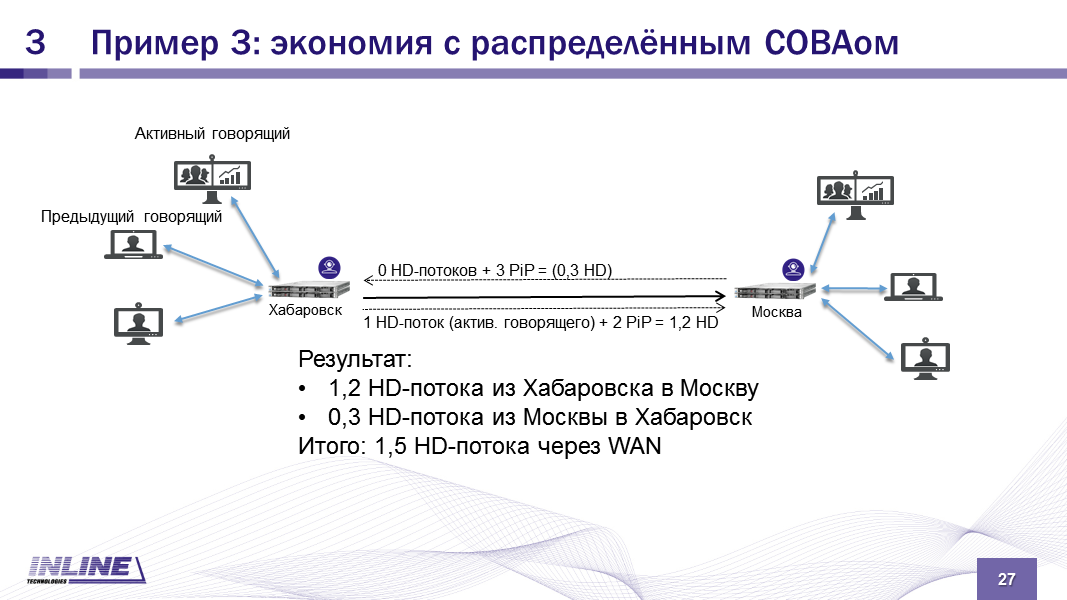 3 Пример 3: экономия с распределённым СОВАом
Активный говорящий
Предыдущий говорящий
0 HD-потоков + 3 PiP = (0,3 HD)
Хабаровск
Москва
1 HD-поток (актив. говорящего) + 2 PiP = 1,2 HD
Результат:
• 1,2 HD-потока из Хабаровска в Москву
• 0,3 HD-потока из Москвы в Хабаровск
Итого: 1,5 HD-потока через WAN
INLINE
TECHNOLOGIES
27